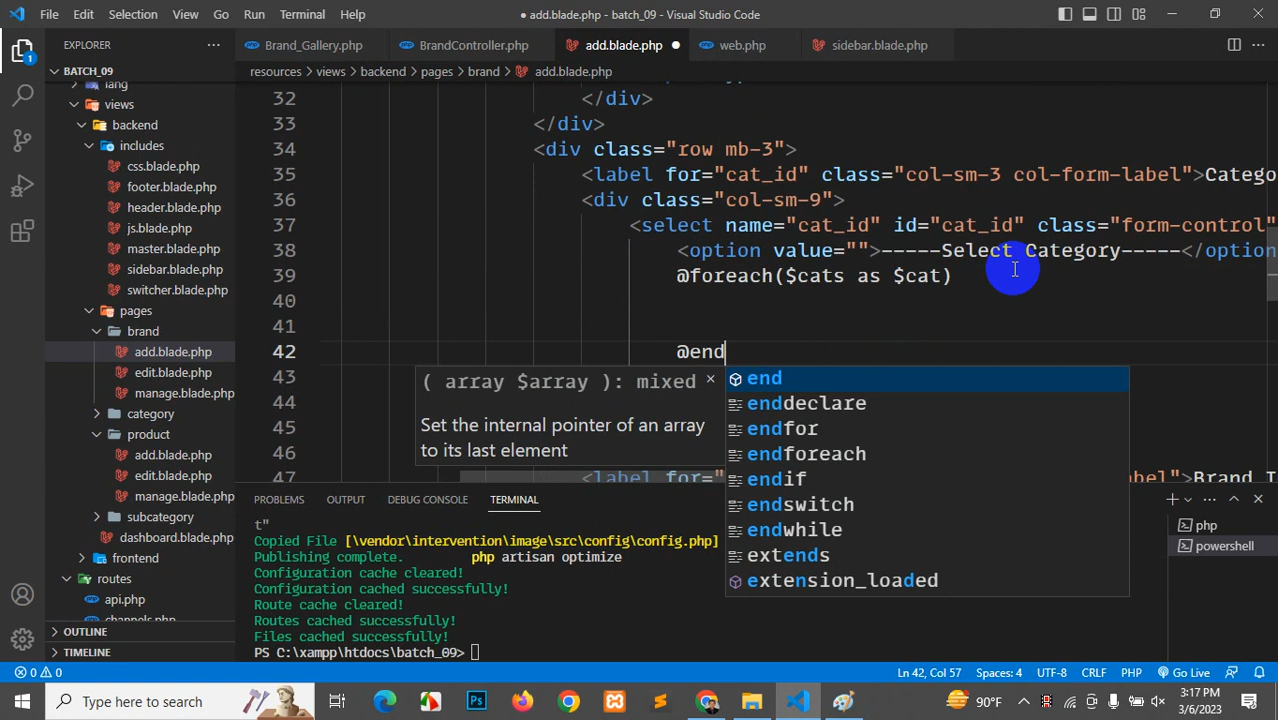 File Edit Selection View Go Run Terminal Help
● add.blade.php - batch_09 - Visual Studio Code
EXPLORER
Brand_Gallery.php BrandController.php add.blade.php ● web.php sidebar.blade.php
BATCH_09
resources > views > backend > pages > brand > add.blade.php
lang
views
backend
includes
css.blade.php
footer.blade.php
header.blade.php
js.blade.php
master.blade.php
sidebar.blade.php
switcher.blade.php
pages
brand
add.blade.php
edit.blade.php
manage.blade.php
category
product
add.blade.php
edit.blade.php
manage.blade.php
subcategory
dashboard.blade.php
frontend
routes
api.php
channels.php
OUTLINE
TIMELINE
32 </div>
33 </div>
34 <div class="row mb-3">
35 <label for="cat_id" class="col-sm-3 col-form-label">Catego
36 <div class="col-sm-9">
37 <select name="cat_id" id="cat_id" class="form-control"
38 <option value="">-----Select Category-----</option
39 @foreach($cats as $cat)
40
41
42 @end
43
44
45
46
47 <label for=" label">Brand I
( array $array ): mixed ×
Set the internal pointer of an array
to its last element
end
enddeclare
endfor
endforeach
endif
endswitch
endwhile
extends
extension_loaded
PROBLEMS OUTPUT DEBUG CONSOLE TERMINAL
t"
Copied File [\vendor\intervention\image\src\config\config.php]
Publishing complete. php artisan optimize
Configuration cache cleared!
Configuration cached successfully!
Route cache cleared!
Routes cached successfully!
Files cached successfully!
PS C:\xampp\htdocs\batch_09>
php
powershell
0 0 Ln 42, Col 57 Spaces: 4 UTF-8 CRLF PHP Go Live
Type here to search
90°F
3:17 PM
3/6/2023